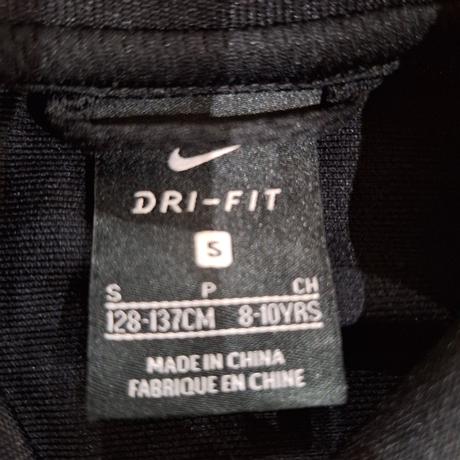 DRI-FIT
S
S P CH
128-137CM 8-10YRS
MADE IN CHINA
FABRIQUE EN CHINE